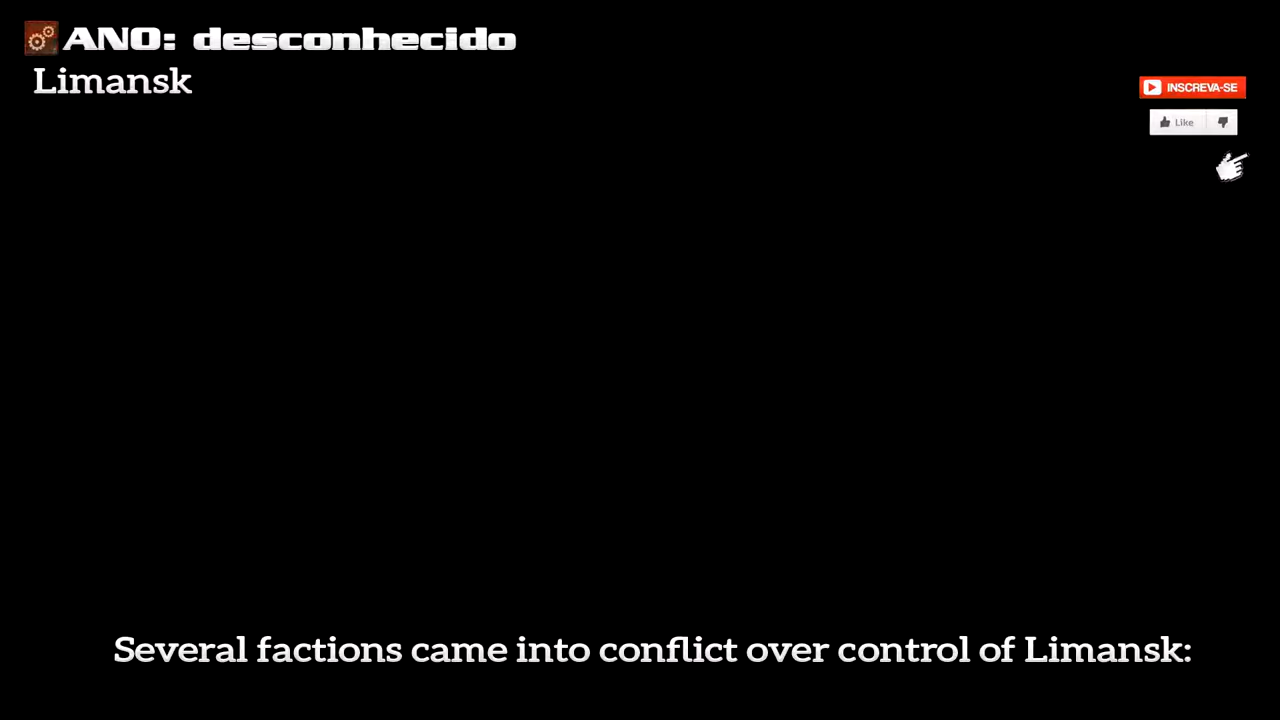 ANO: desconhecido
Limansk
INSCREVA-SE
Like
Several factions came into conflict over control of Limansk: